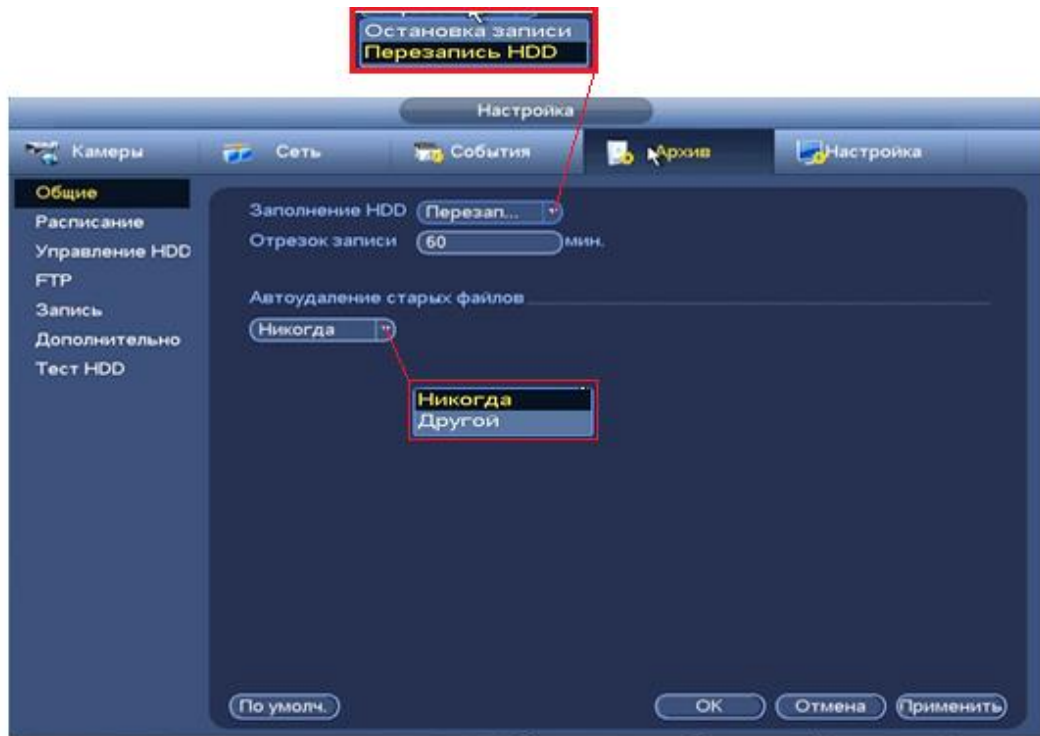 Остановка записи
Перезапись HDD
Настройка
Камеры Сеть События Архив Настройка
Общие
Расписание
Управление HDD
FTP
Запись
Дополнительно
Тест HDD
Заполнение HDD Перезап...
Отрезок записи 60 мин.
Автоудаление старых файлов
Никогда
Никогда
Другой
По умолч. OK Отмена Применить